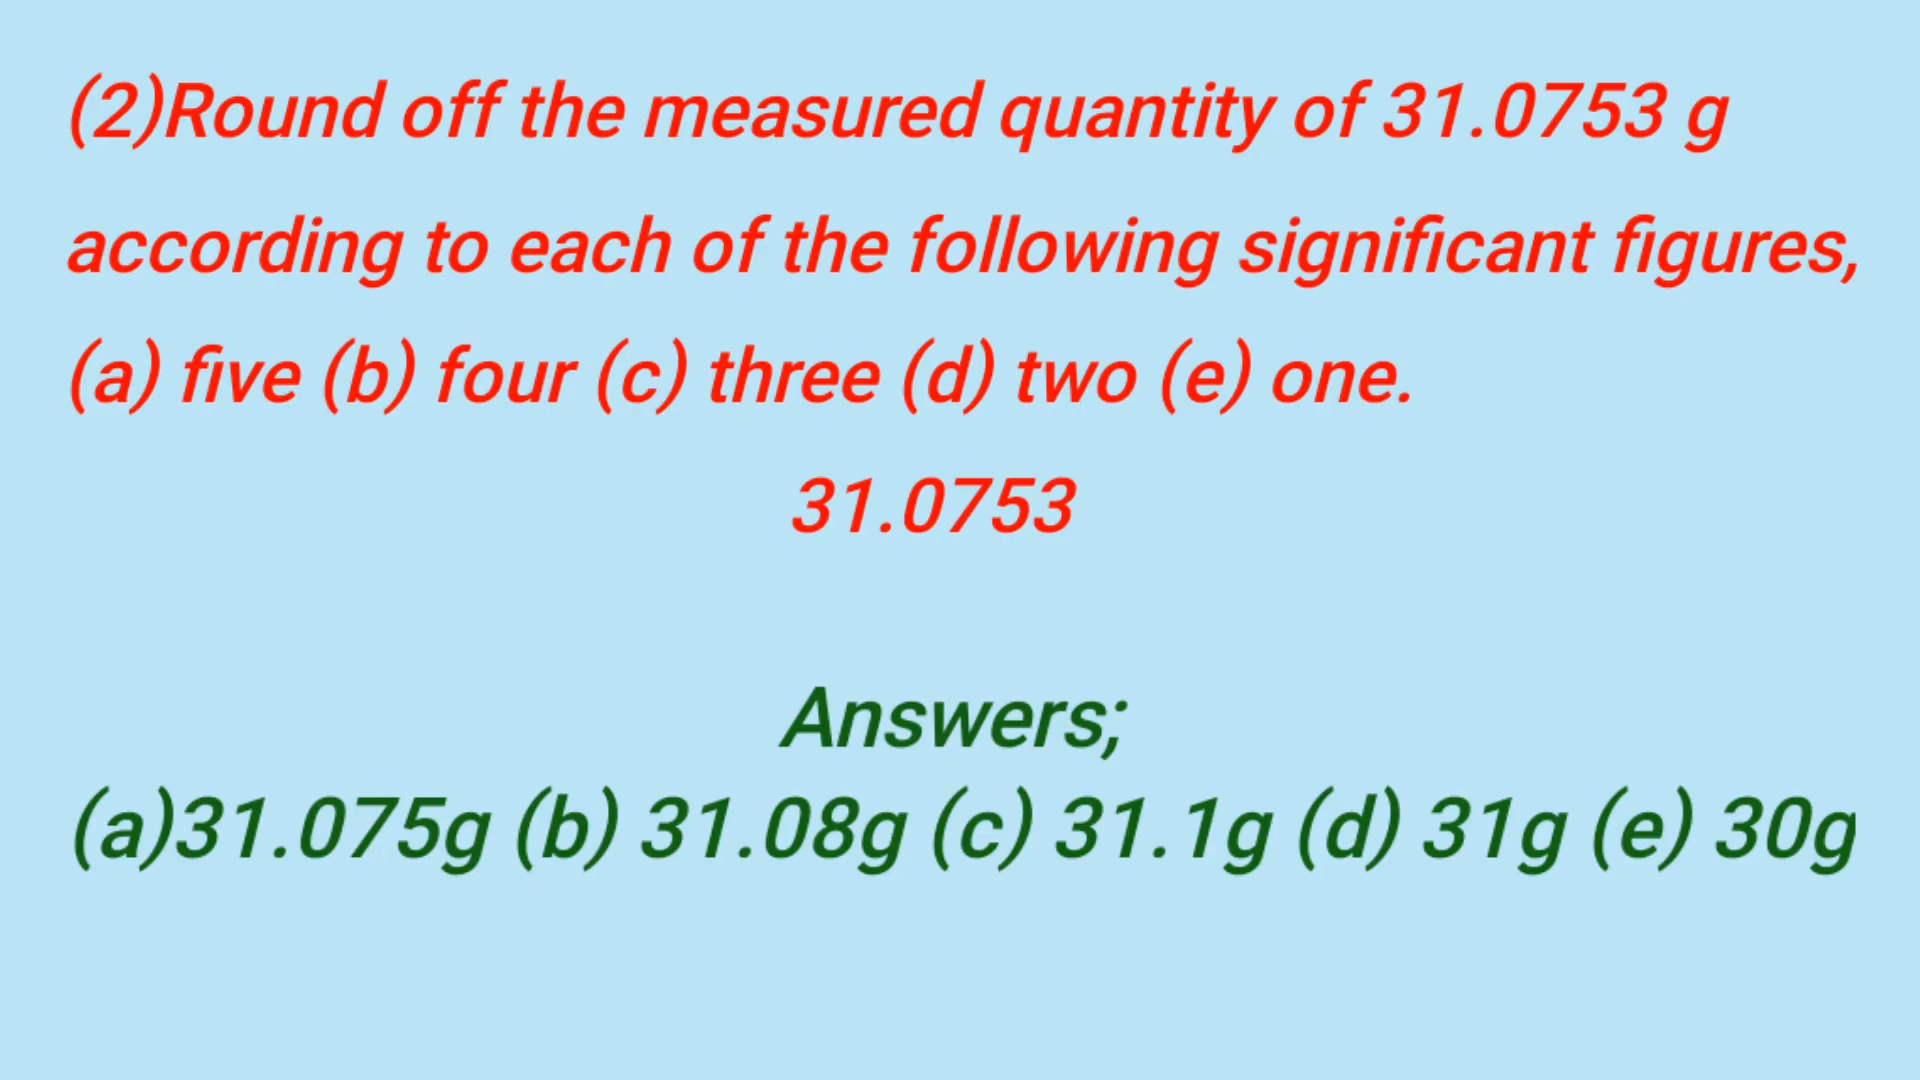 (2)Round off the measured quantity of 31.0753 g
according to each of the following significant figures,
(a) five (b) four (c) three (d) two (e) one.
31.0753
Answers;
(a)31.075g (b) 31.08g (c) 31.1g (d) 31g (e) 30g